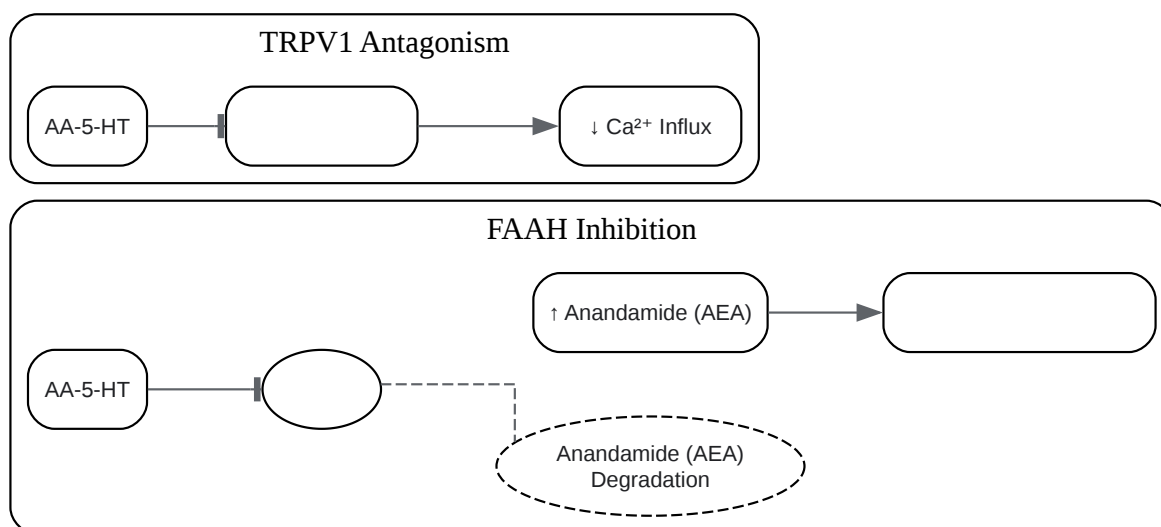 TRPV1 Antagonism
AA-5-HT
↓ Ca²⁺ Influx
FAAH Inhibition
↑ Anandamide (AEA)
AA-5-HT
Anandamide (AEA)
Degradation